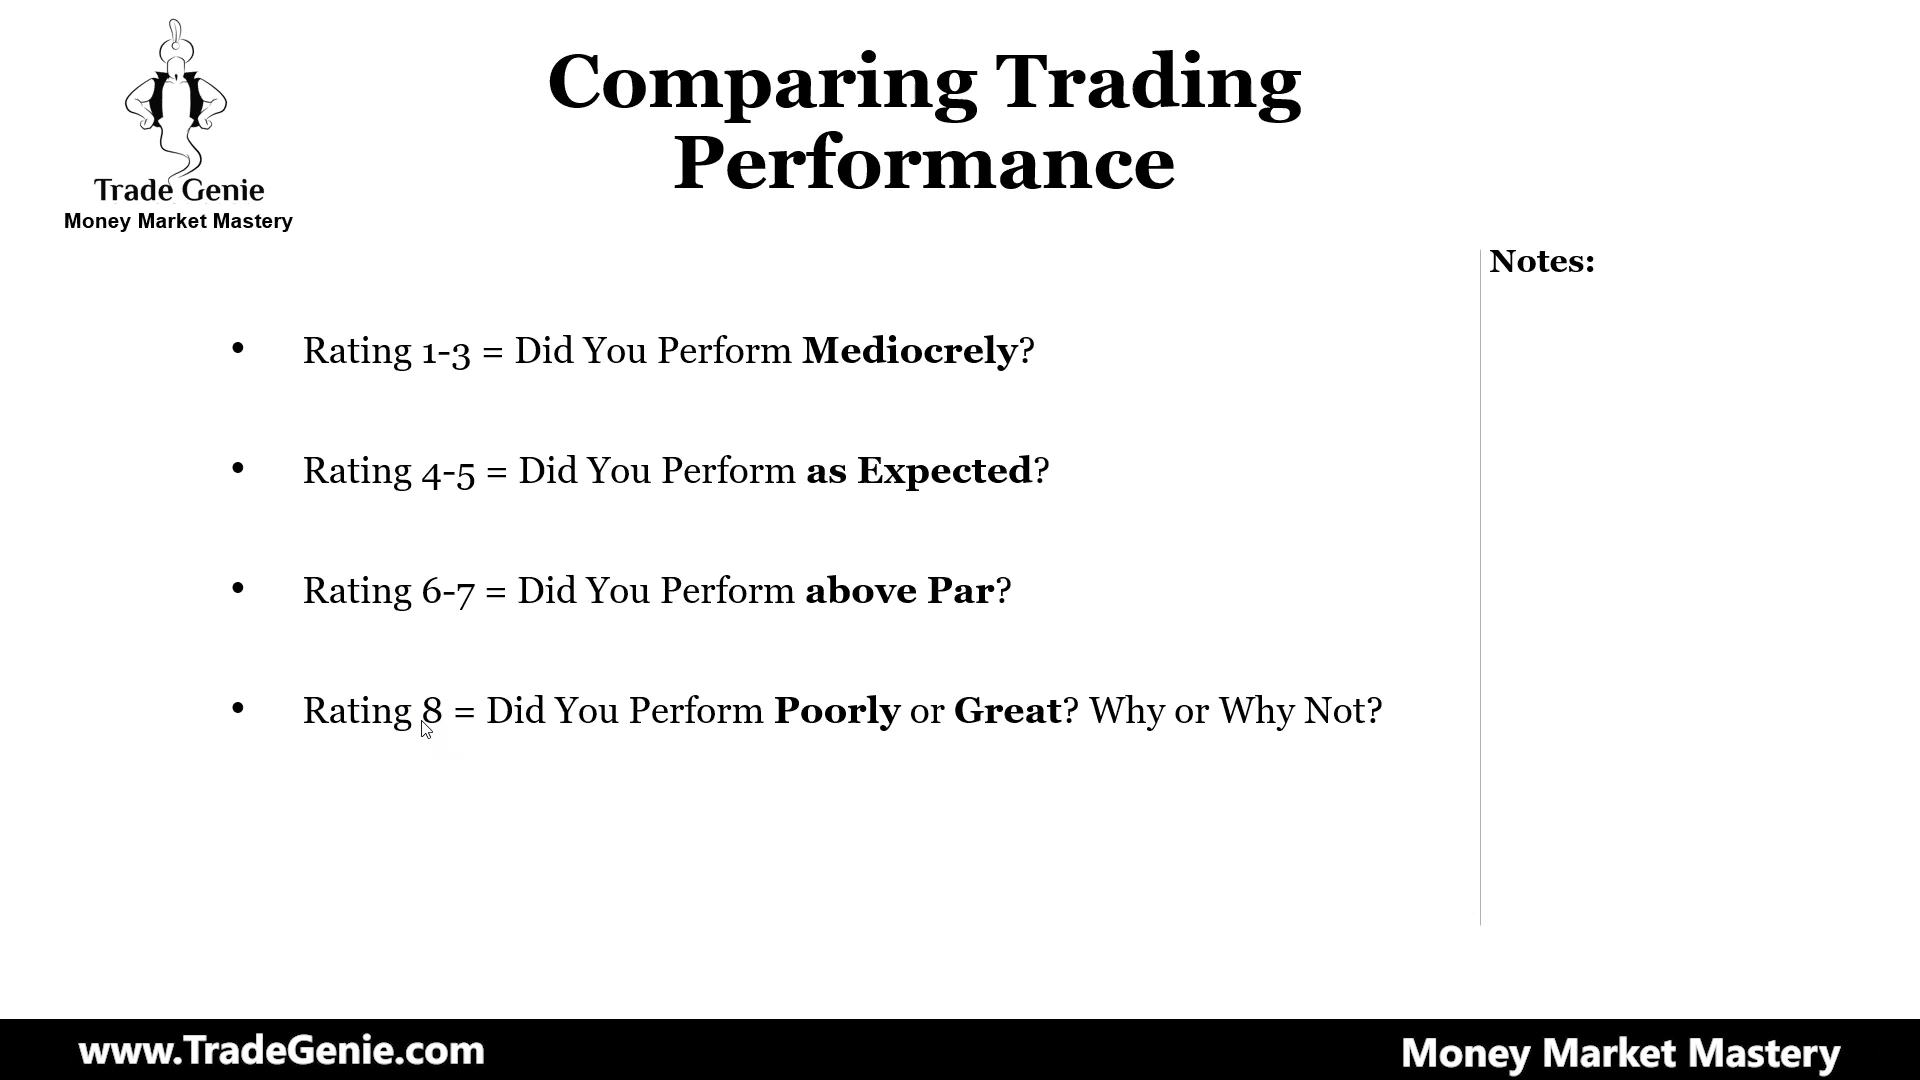 Comparing Trading
Performance
Trade Genie
Money Market Mastery
Notes:
• Rating 1-3 = Did You Perform Mediocrely?
• Rating 4-5 = Did You Perform as Expected?
• Rating 6-7 = Did You Perform above Par?
• Rating 8 = Did You Perform Poorly or Great? Why or Why Not?
www.TradeGenie.com
Money Market Mastery